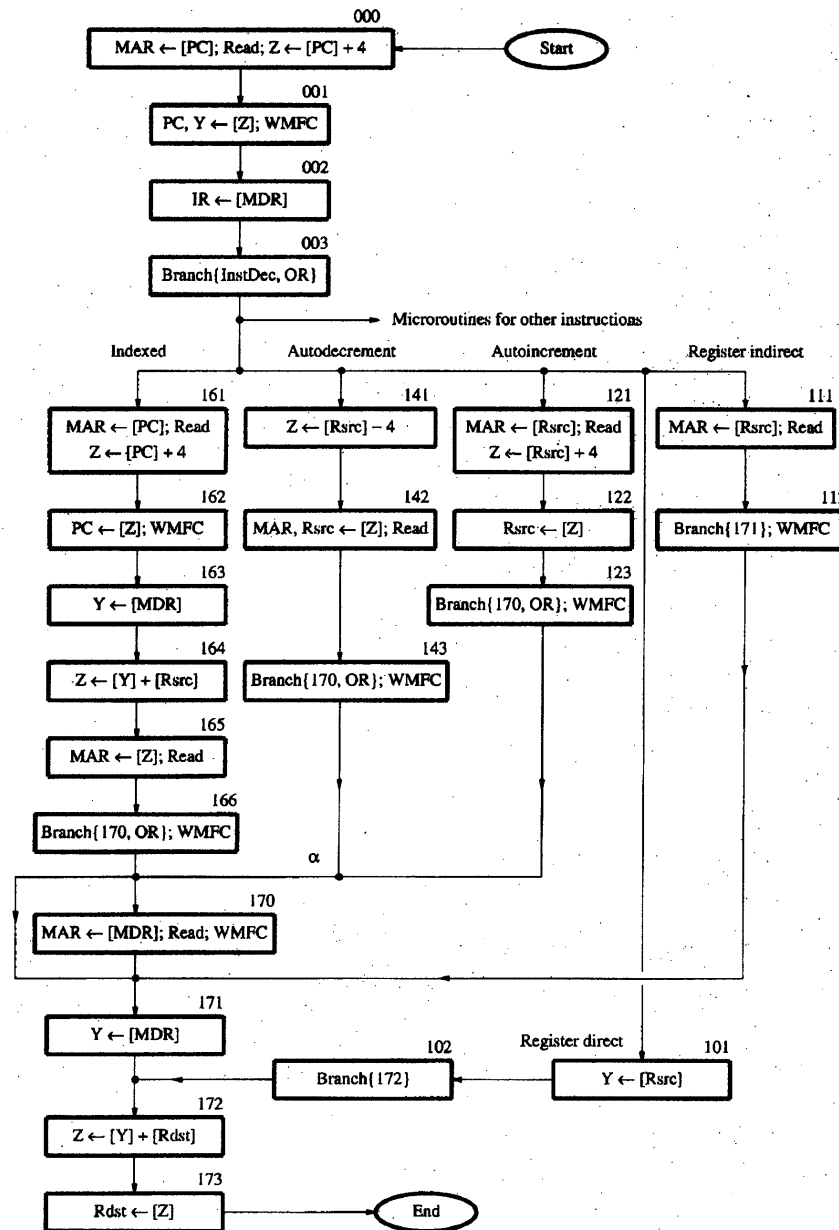 000
MAR ← [PC]; Read; Z ← [PC] + 4
Start
001
PC, Y ← [Z]; WMFC
002
IR ← [MDR]
003
Branch{InstDec, OR}
Microroutines for other instructions
Indexed
Autodecrement
Autoincrement
Register indirect
161
141
121
111
MAR ← [PC]; Read
Z ← [PC] + 4
Z ← [Rsrc] – 4
MAR ← [Rsrc]; Read
Z ← [Rsrc] + 4
MAR ← [Rsrc]; Read
162
142
122
PC ← [Z]; WMFC
MAR, Rsrc ← [Z]; Read
Rsrc ← [Z]
Branch{171}; WMFC
163
123
Y ← [MDR]
Branch{170, OR}; WMFC
164
143
Z ← [Y] + [Rsrc]
Branch{170, OR}; WMFC
165
MAR ← [Z]; Read
166
Branch{170, OR}; WMFC
α
170
MAR ← [MDR]; Read; WMFC
171
Y ← [MDR]
Register direct
102
101
Branch{172}
Y ← [Rsrc]
172
Z ← [Y] + [Rdst]
173
Rdst ← [Z]
End